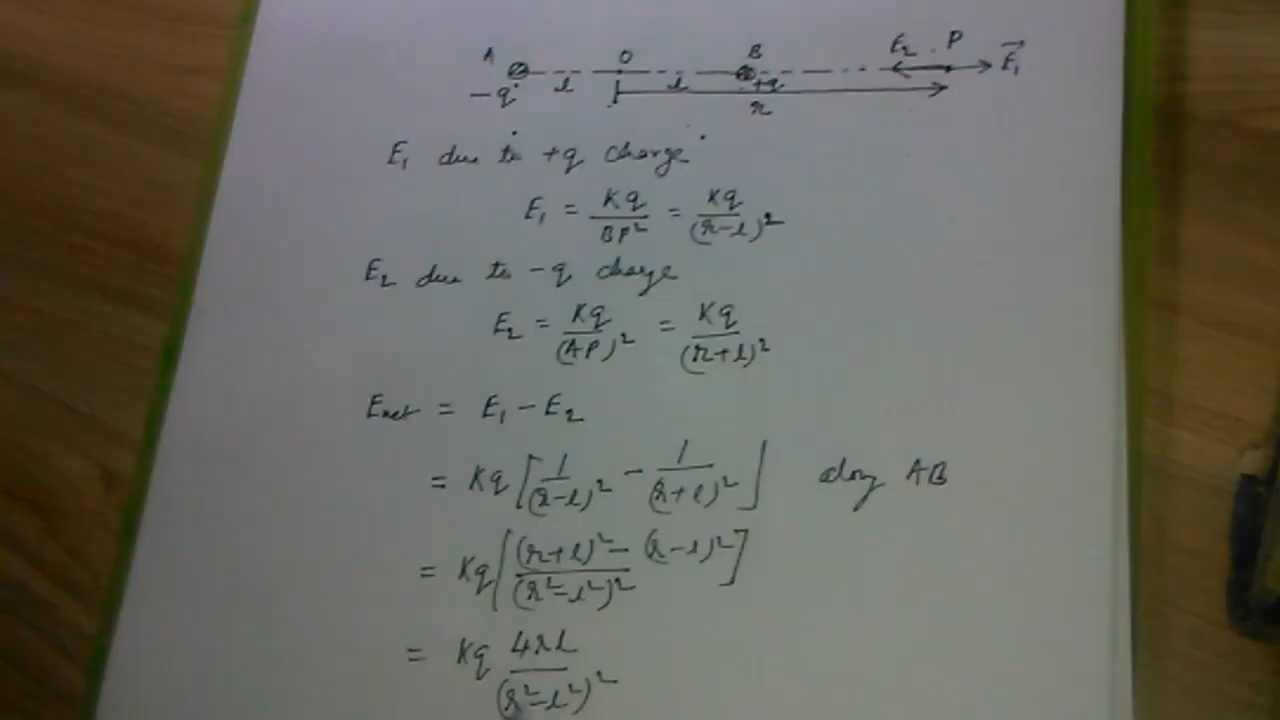 A O B E₂ P E₁⃗
−q l l +q
r
E₁ due to +q charge
E₁ = Kq/BP² = Kq/(r−l)²
E₂ due to −q charge
E₂ = Kq/(AP)² = Kq/(r+l)²
Enet = E₁ − E₂
= Kq[1/(r−l)² − 1/(r+l)²] along AB
= Kq[(r+l)² − (r−l)²/(r²−l²)²]
= Kq 4rl/(r²−l²)²